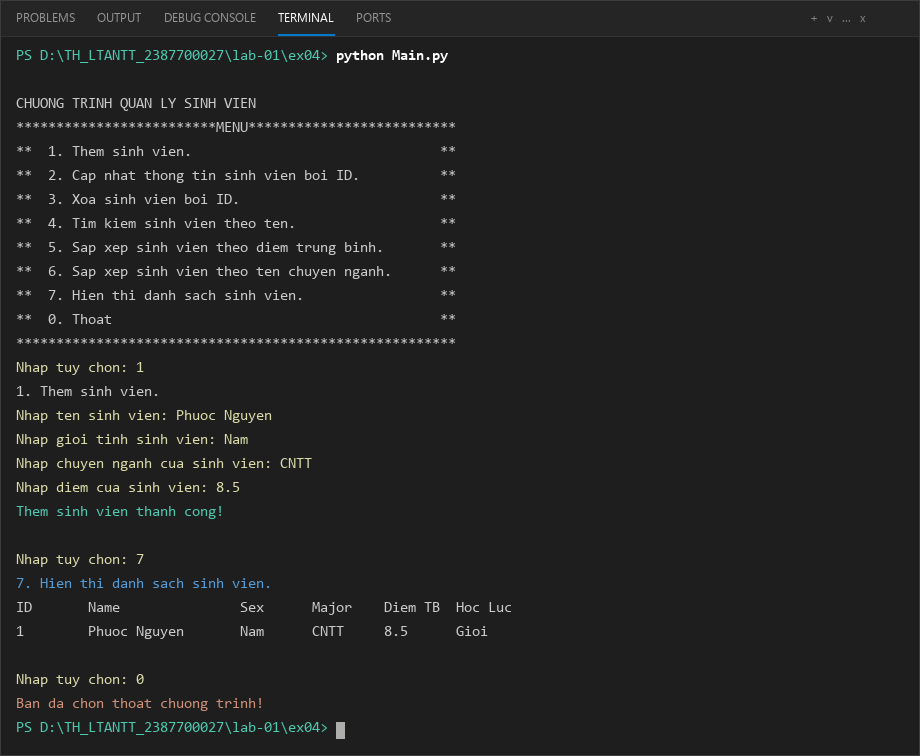 PROBLEMS OUTPUT DEBUG CONSOLE TERMINAL PORTS + v ... x
PS D:\TH_LTANTT_2387700027\lab-01\ex04> python Main.py
CHUONG TRINH QUAN LY SINH VIEN
*************************MENU**************************
** 1. Them sinh vien. **
** 2. Cap nhat thong tin sinh vien boi ID. **
** 3. Xoa sinh vien boi ID. **
** 4. Tim kiem sinh vien theo ten. **
** 5. Sap xep sinh vien theo diem trung binh. **
** 6. Sap xep sinh vien theo ten chuyen nganh. **
** 7. Hien thi danh sach sinh vien. **
** 0. Thoat **
*******************************************************
Nhap tuy chon: 1
1. Them sinh vien.
Nhap ten sinh vien: Phuoc Nguyen
Nhap gioi tinh sinh vien: Nam
Nhap chuyen nganh cua sinh vien: CNTT
Nhap diem cua sinh vien: 8.5
Them sinh vien thanh cong!
Nhap tuy chon: 7
7. Hien thi danh sach sinh vien.
ID Name Sex Major Diem TB Hoc Luc
1 Phuoc Nguyen Nam CNTT 8.5 Gioi
Nhap tuy chon: 0
Ban da chon thoat chuong trinh!
PS D:\TH_LTANTT_2387700027\lab-01\ex04>